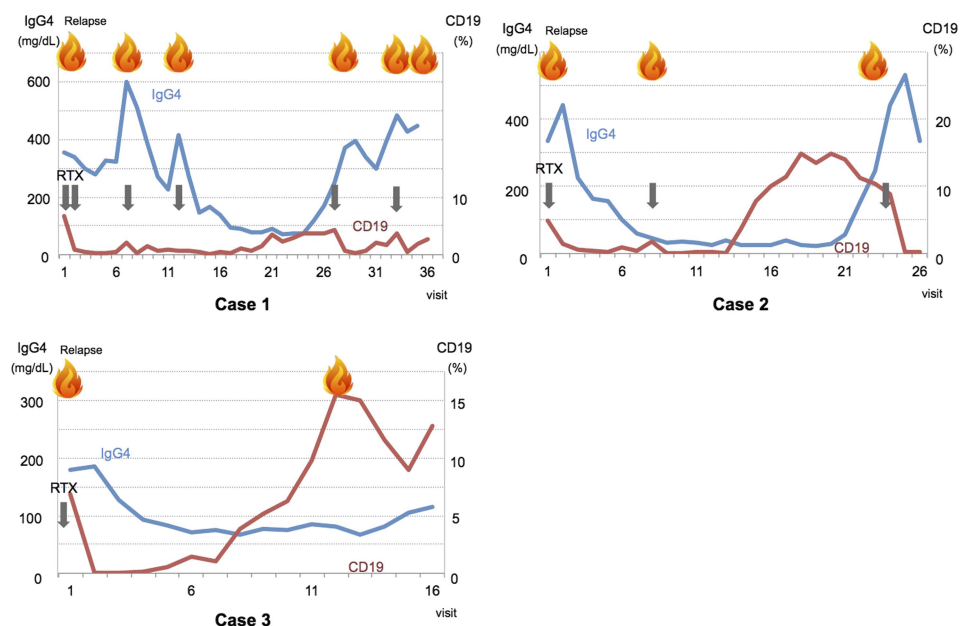 IgG4 Relapse CD19
(mg/dL) (%)
600
IgG4
400
RTX
200 10
CD19
0 0
1 6 11 16 21 26 31 36
visit
Case 1
IgG4 Relapse CD19
(mg/dL) (%)
400 20
IgG4
RTX
200 10
CD19
0 0
1 6 11 16 21 26
visit
Case 2
IgG4 Relapse CD19
(mg/dL) (%)
300 15
IgG4
200 10
RTX
100 5
CD19
0 0
1 6 11 16
visit
Case 3